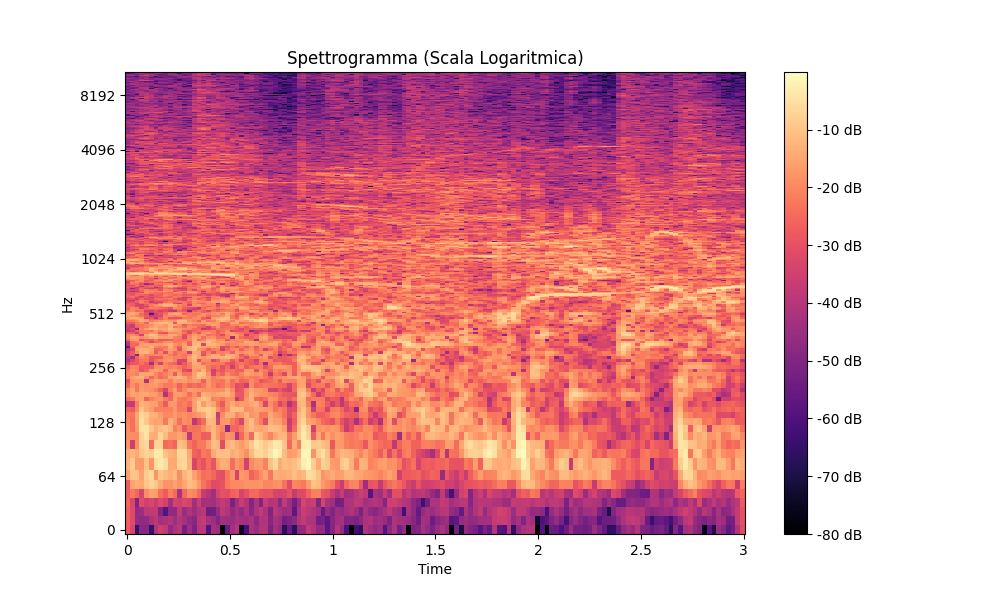 Spettrogramma (Scala Logaritmica)
Hz
8192
4096
2048
1024
512
256
128
64
0
0
0.5
1
1.5
2
2.5
3
Time
-10 dB
-20 dB
-30 dB
-40 dB
-50 dB
-60 dB
-70 dB
-80 dB